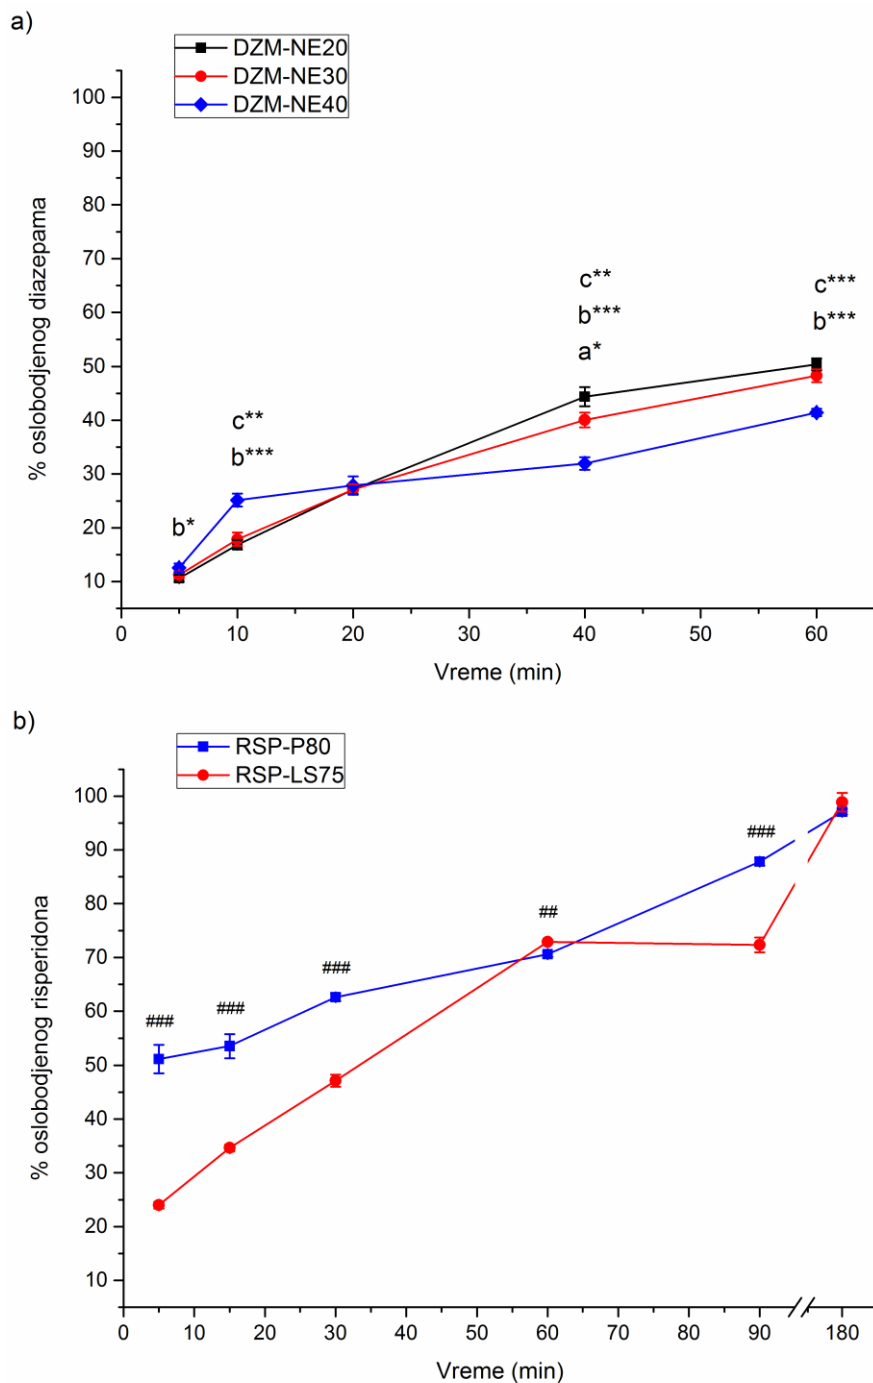 a)
DZM-NE20
DZM-NE30
DZM-NE40
% oslobodjenog diazepama
100
90
80
70
60
50
40
30
20
10
b*
c**
b***
c**
b***
a*
c***
b***
0 10 20 30 40 50 60
Vreme (min)
b)
RSP-P80
RSP-LS75
% oslobodjenog risperidona
100
90
80
70
60
50
40
30
20
10
###
###
###
##
###
0 10 20 30 40 50 60 70 80 90 180
Vreme (min)